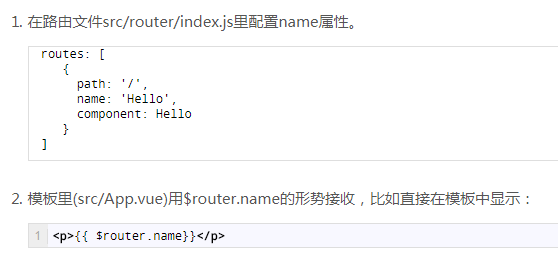 1. 在路由文件src/router/index.js里配置name属性。
routes: [
{
path: '/',
name: 'Hello',
component: Hello
}
]
2. 模板里(src/App.vue)用$router.name的形势接收，比如直接在模板中显示：
1 <p>{{ $router.name}}</p>